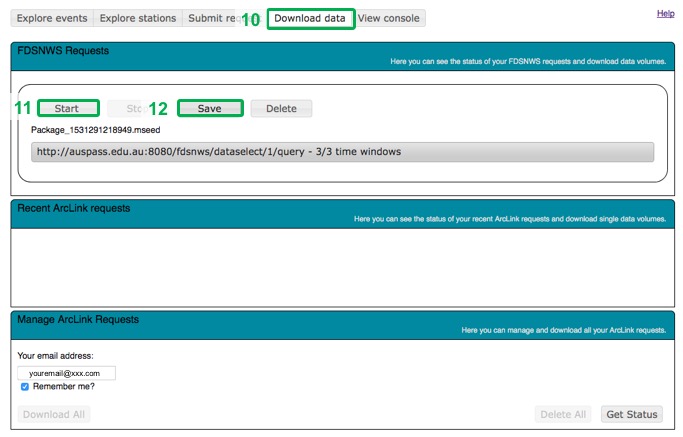 Explore events Explore stations Submit req t 10 Download data View console Help
FDSNWS Requests
Here you can see the status of your FDSNWS requests and download data volumes.
11 Start Sto 12 Save Delete
Package_1531291218949.mseed
http://auspass.edu.au:8080/fdsnws/dataselect/1/query - 3/3 time windows
Recent ArcLink requests
Here you can see the status of your recent ArcLink requests and download single data volumes.
Manage ArcLink Requests
Here you can manage and download all your ArcLink requests.
Your email address:
youremail@xxx.com
Remember me?
Download All Delete All Get Status